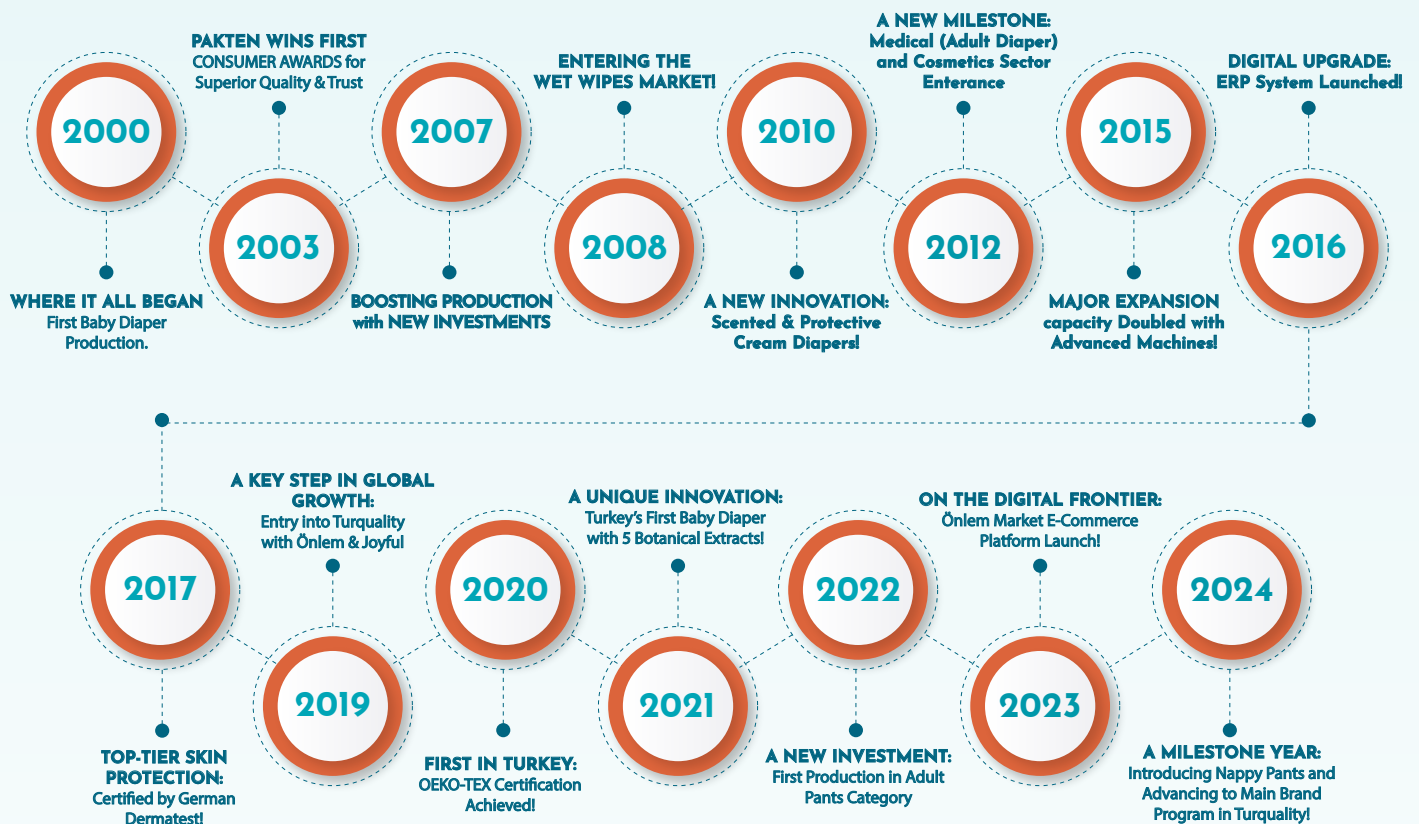 2000
WHERE IT ALL BEGAN
First Baby Diaper
Production.
PAKTEN WINS FIRST
CONSUMER AWARDS for
Superior Quality & Trust
2003
2007
BOOSTING PRODUCTION
with NEW INVESTMENTS
ENTERING THE
WET WIPES MARKET!
2008
2010
A NEW INNOVATION:
Scented & Protective
Cream Diapers!
A NEW MILESTONE:
Medical (Adult Diaper)
and Cosmetics Sector
Enterance
2012
2015
MAJOR EXPANSION
capacity Doubled with
Advanced Machines!
DIGITAL UPGRADE:
ERP System Launched!
2016
2017
TOP-TIER SKIN
PROTECTION:
Certified by German
Dermatest!
A KEY STEP IN GLOBAL
GROWTH:
Entry into Turquality
with Önlem & Joyful
2019
2020
FIRST IN TURKEY:
OEKO-TEX Certification
Achieved!
A UNIQUE INNOVATION:
Turkey's First Baby Diaper
with 5 Botanical Extracts!
2021
2022
A NEW INVESTMENT:
First Production in Adult
Pants Category
ON THE DIGITAL FRONTIER:
Önlem Market E-Commerce
Platform Launch!
2023
2024
A MILESTONE YEAR:
Introducing Nappy Pants and
Advancing to Main Brand
Program in Turquality!